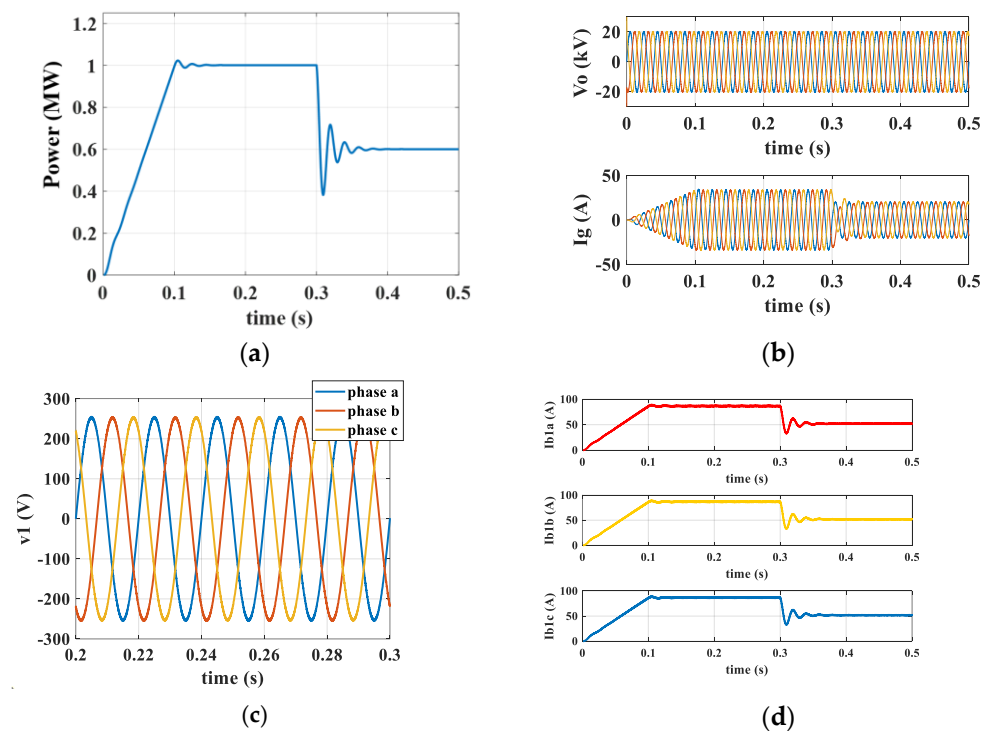 Power (MW)
1.2
1
0.8
0.6
0.4
0.2
0
0 0.1 0.2 0.3 0.4 0.5
time (s)
(a)
Vo (kV)
20
0
-20
0 0.1 0.2 0.3 0.4 0.5
time (s)
Ig (A)
50
0
-50
0 0.1 0.2 0.3 0.4 0.5
time (s)
(b)
phase a
phase b
phase c
v1 (V)
300
200
100
0
-100
-200
-300
0.2 0.22 0.24 0.26 0.28 0.3
time (s)
(c)
Ib1a (A)
100
50
0
0 0.1 0.2 0.3 0.4 0.5
time (s)
Ib1b (A)
100
50
0
0 0.1 0.2 0.3 0.4 0.5
time (s)
Ib1c (A)
100
50
0
0 0.1 0.2 0.3 0.4 0.5
time (s)
(d)